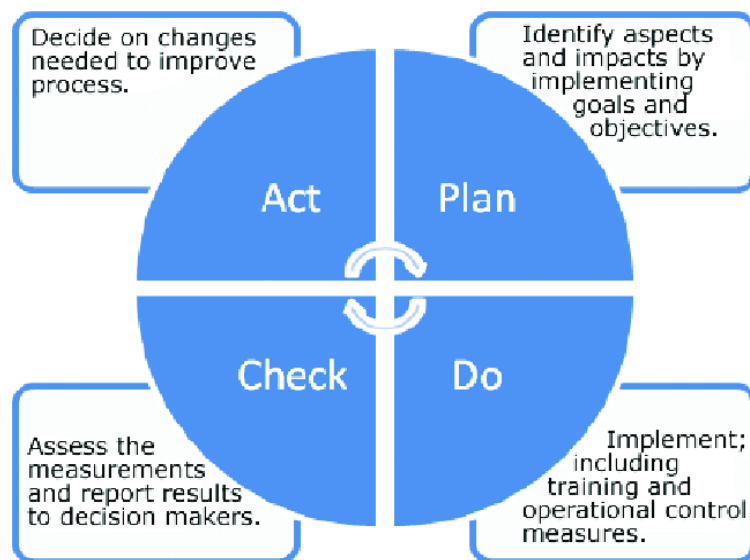 Decide on changes
needed to improve
process.
Identify aspects
and impacts by
implementing
goals and
objectives.
Act
Plan
Check
Do
Assess the
measurements
and report results
to decision makers.
Implement;
including
training and
operational control
measures.